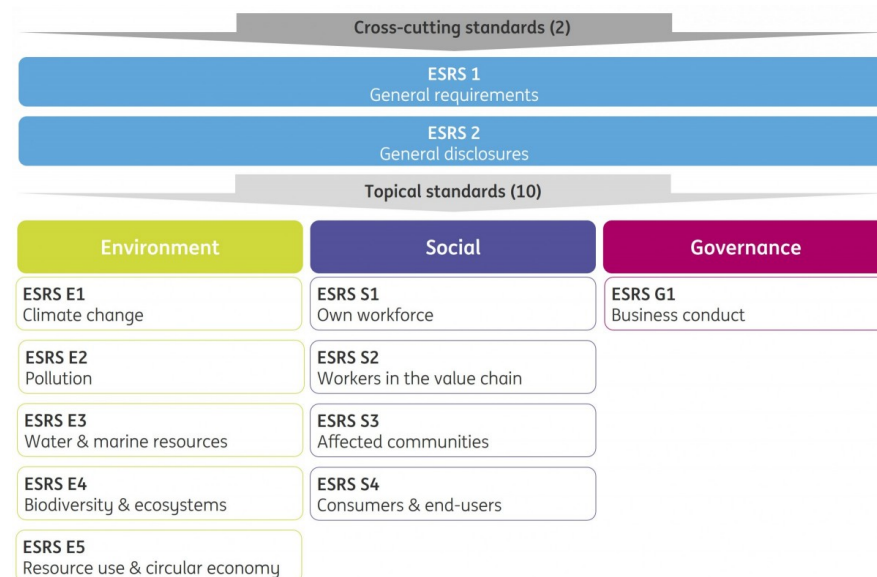 Cross-cutting standards (2)
ESRS 1
General requirements
ESRS 2
General disclosures
Topical standards (10)
Environment
ESRS E1
Climate change
ESRS E2
Pollution
ESRS E3
Water & marine resources
ESRS E4
Biodiversity & ecosystems
ESRS E5
Resource use & circular economy
Social
ESRS S1
Own workforce
ESRS S2
Workers in the value chain
ESRS S3
Affected communities
ESRS S4
Consumers & end-users
Governance
ESRS G1
Business conduct